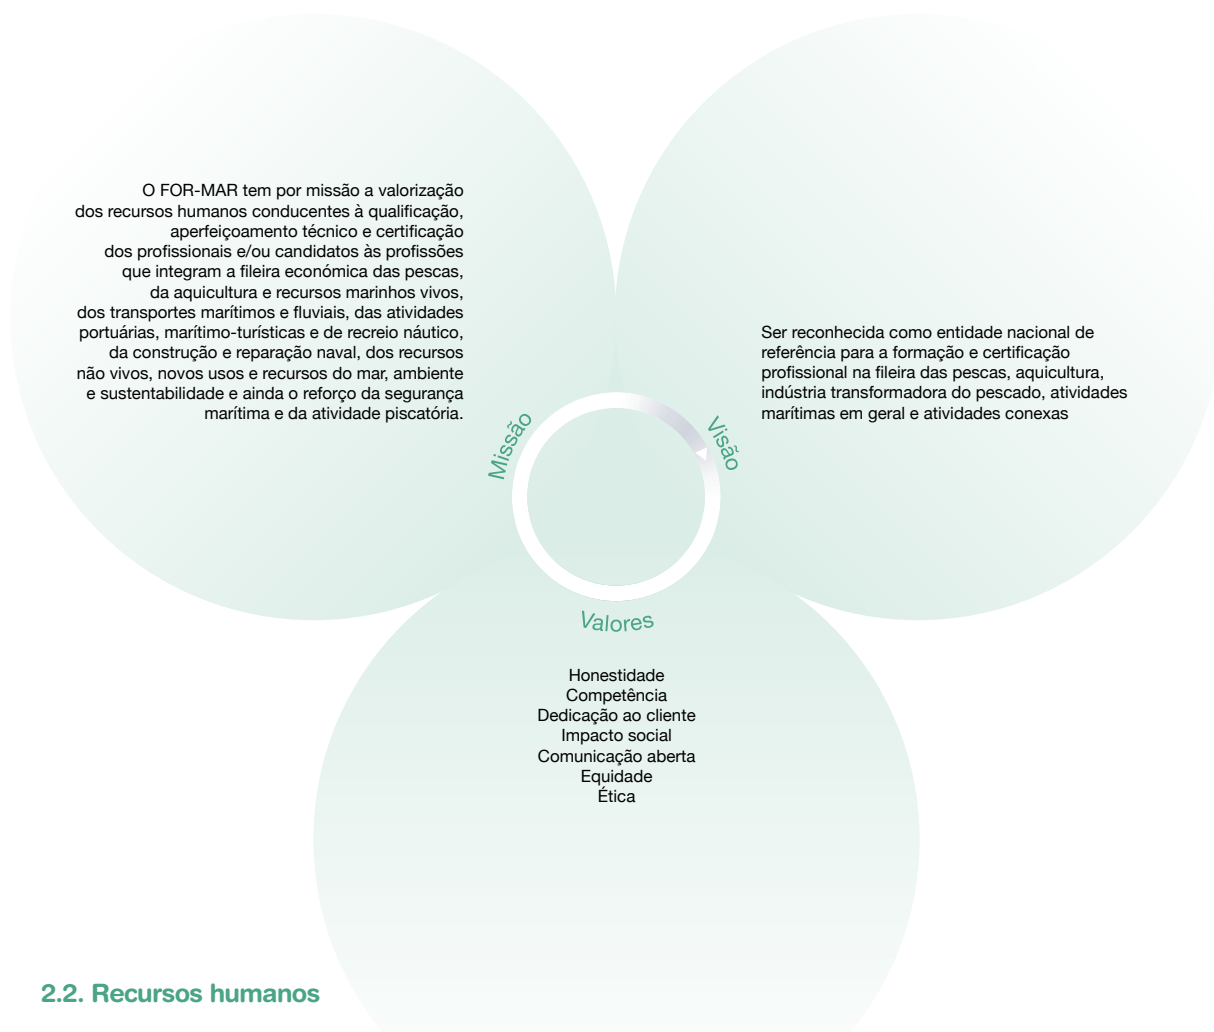 O FOR-MAR tem por missão a valorização
dos recursos humanos conducentes à qualificação,
aperfeiçoamento técnico e certificação
dos profissionais e/ou candidatos às profissões
que integram a fileira económica das pescas,
da aquicultura e recursos marinhos vivos,
dos transportes marítimos e fluviais, das atividades
portuárias, marítimo-turísticas e de recreio náutico,
da construção e reparação naval, dos recursos
não vivos, novos usos e recursos do mar, ambiente
e sustentabilidade e ainda o reforço da segurança
marítima e da atividade piscatória.
Missão
Ser reconhecida como entidade nacional de
referência para a formação e certificação
profissional na fileira das pescas, aquicultura,
indústria transformadora do pescado, atividades
marítimas em geral e atividades conexas
Visão
Valores
Honestidade
Competência
Dedicação ao cliente
Impacto social
Comunicação aberta
Equidade
Ética
2.2. Recursos humanos